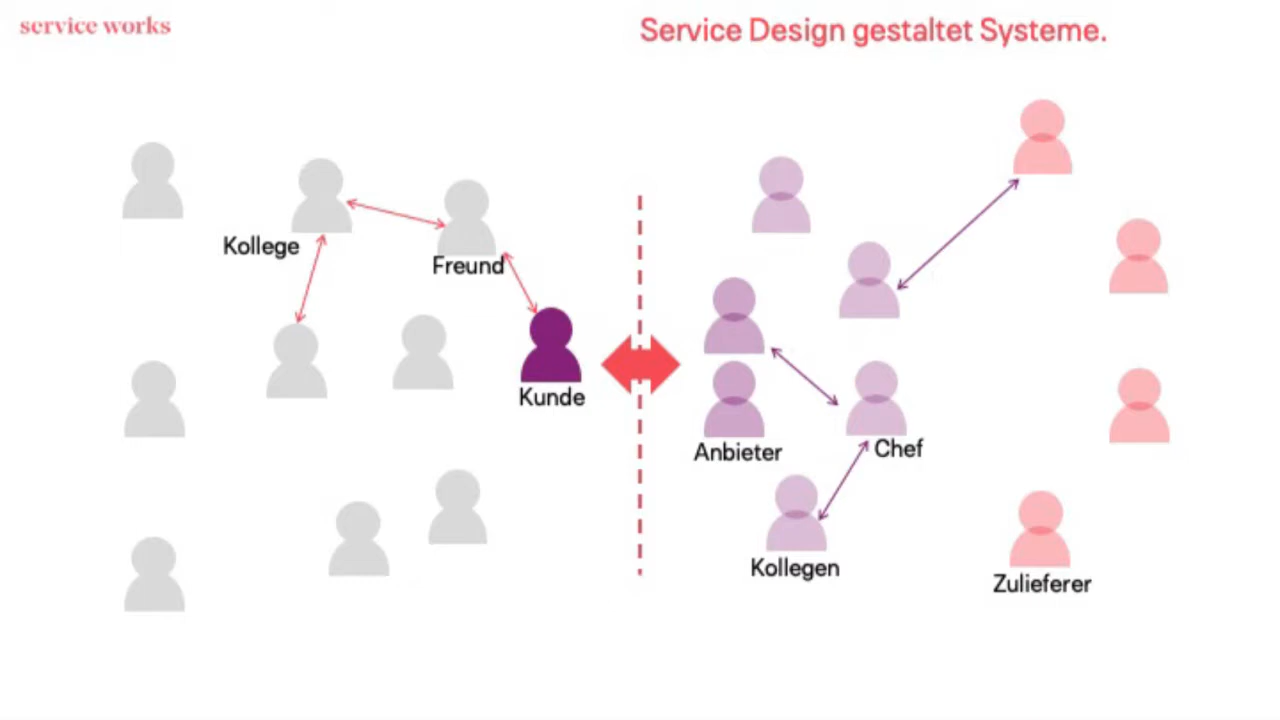 service works
Service Design gestaltet Systeme.
Kollege
Freund
Kunde
Anbieter
Chef
Kollegen
Zulieferer